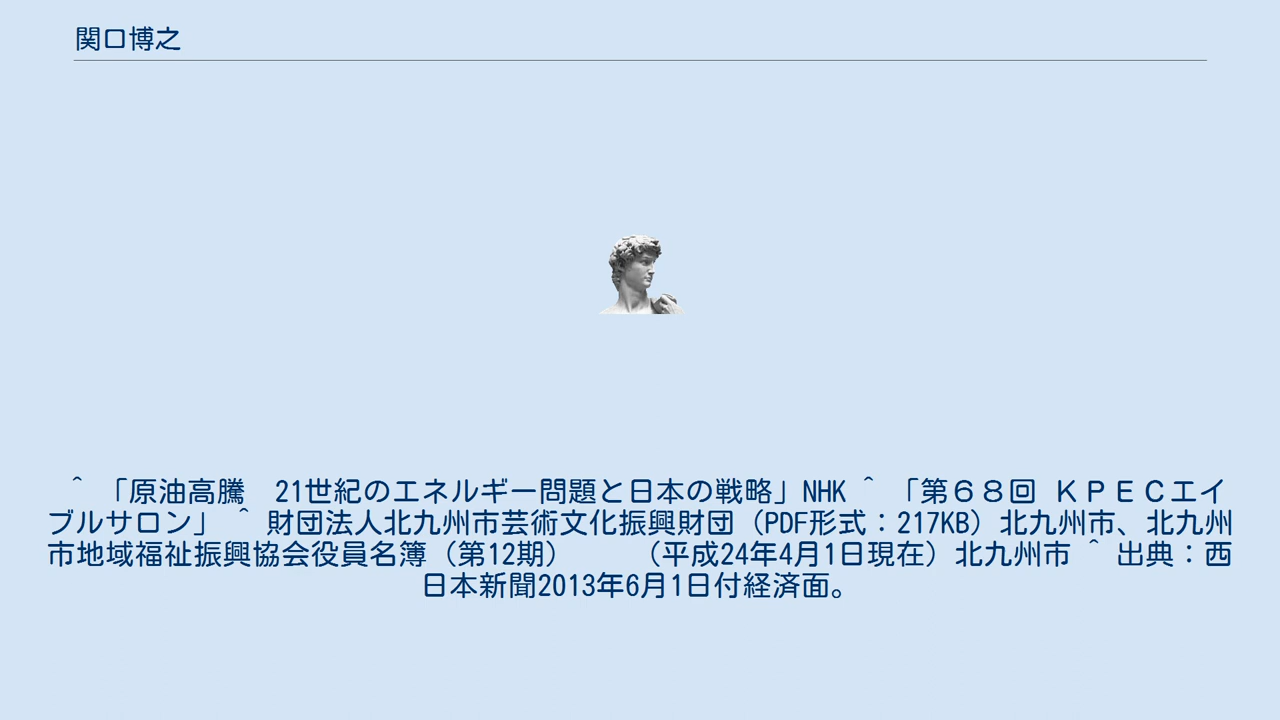 関口博之
^ 「原油高騰　21世紀のエネルギー問題と日本の戦略」NHK ^ 「第６８回 ＫＰＥＣエイ
ブルサロン」 ^ 財団法人北九州市芸術文化振興財団（PDF形式：217KB）北九州市、北九州
市地域福祉振興協会役員名簿（第12期）　　　（平成24年4月1日現在）北九州市 ^ 出典：西
日本新聞2013年6月1日付経済面。